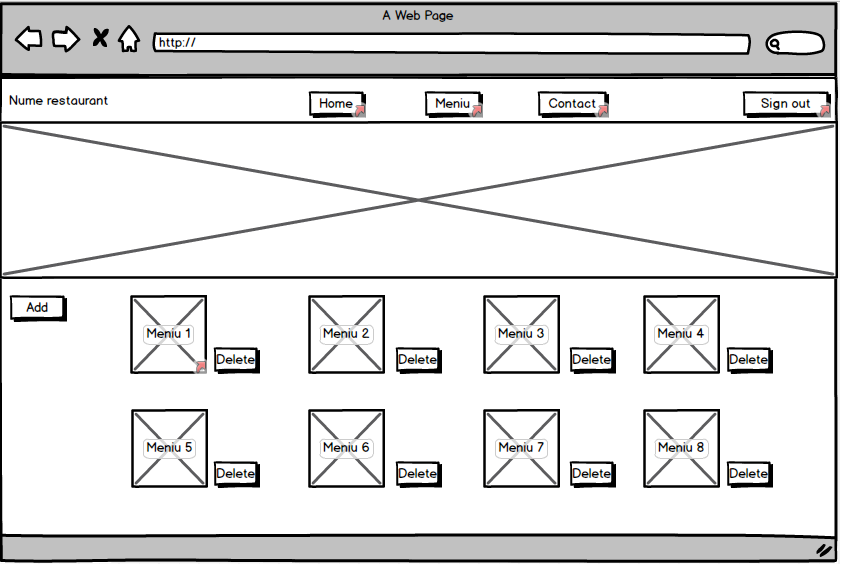 A Web Page
http://
Nume restaurant
Home
Meniu
Contact
Sign out
Add
Meniu 1
Delete
Meniu 2
Delete
Meniu 3
Delete
Meniu 4
Delete
Meniu 5
Delete
Meniu 6
Delete
Meniu 7
Delete
Meniu 8
Delete